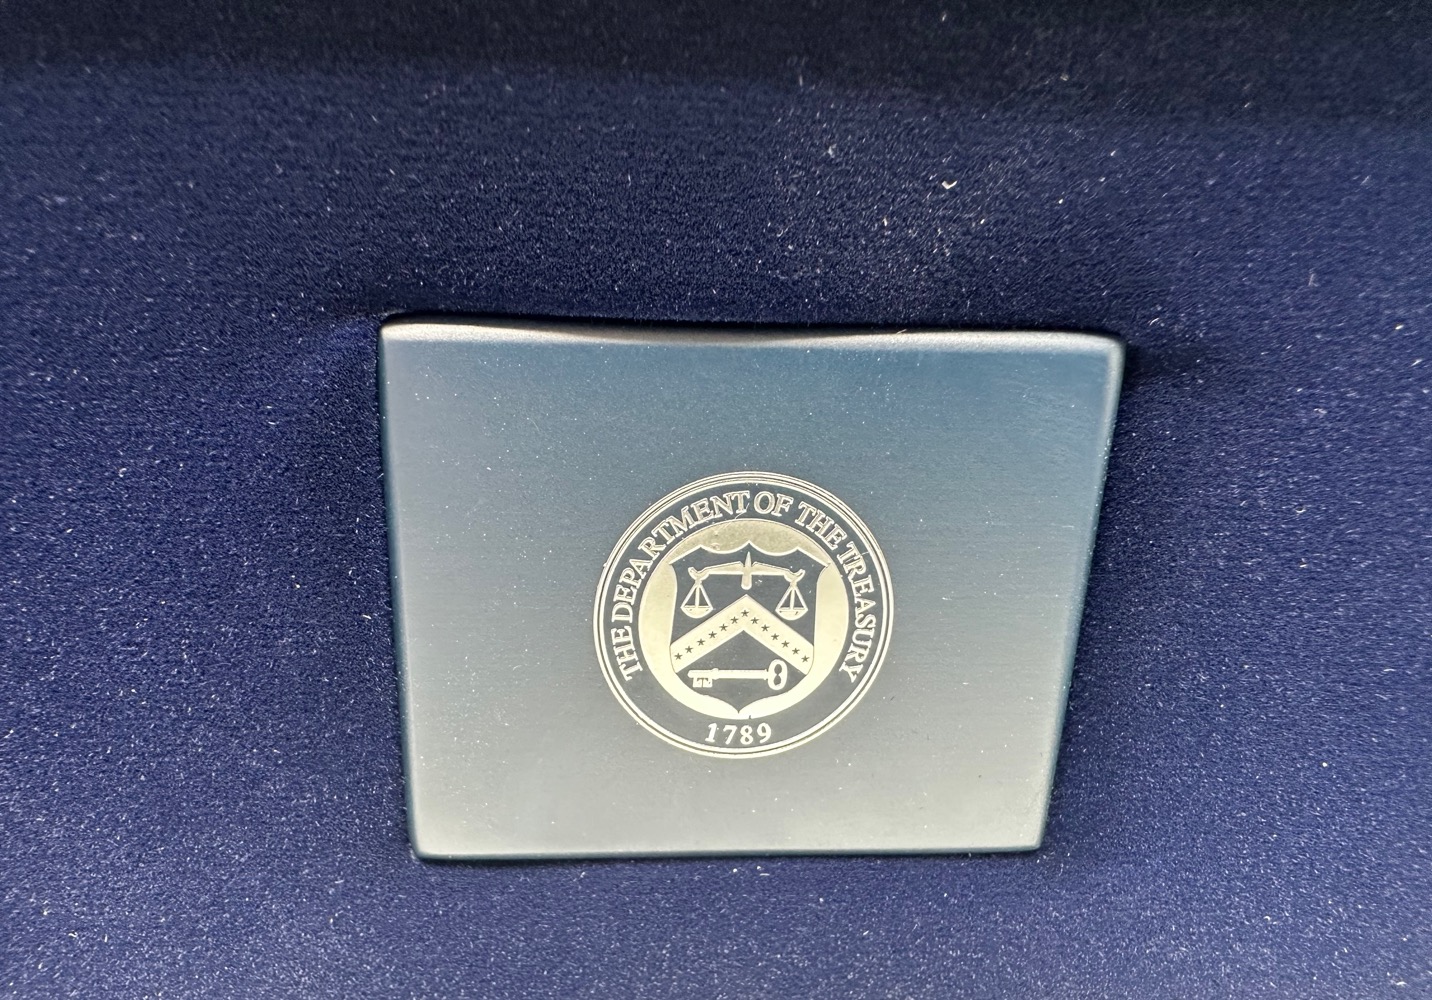 THE DEPARTMENT OF THE TREASURY
1789